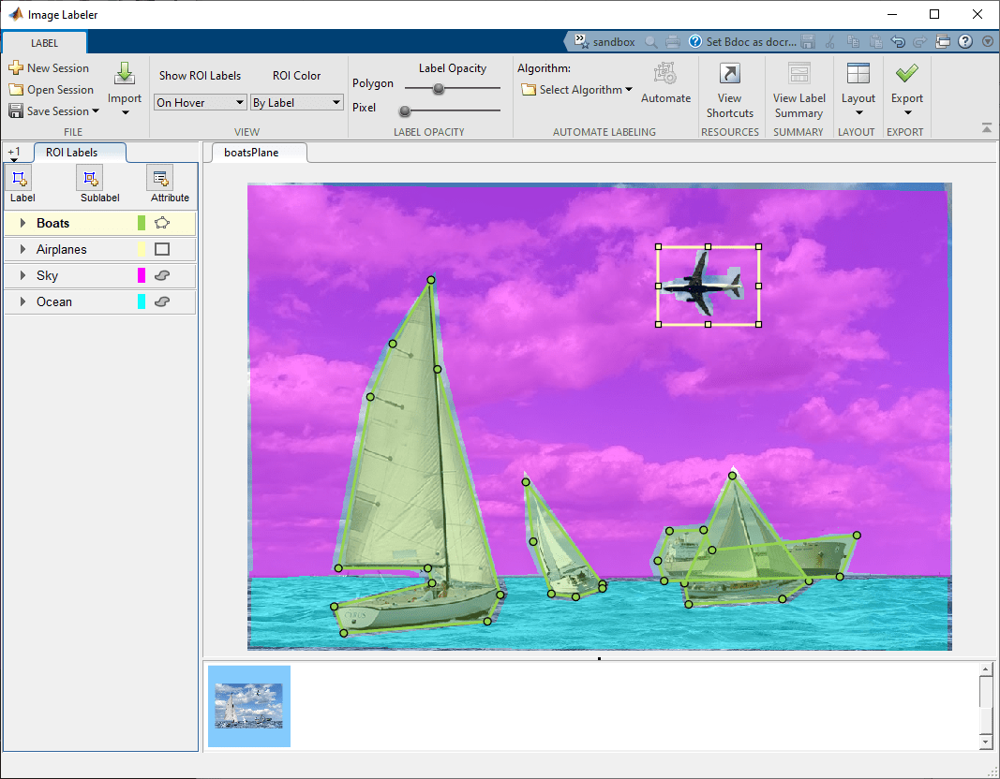 Image Labeler
LABEL
sandbox
Set Bdoc as docr...
New Session
Open Session
Save Session
Import
FILE
Show ROI Labels
ROI Color
On Hover
By Label
VIEW
Label Opacity
Polygon
Pixel
LABEL OPACITY
Algorithm:
Select Algorithm
Automate
AUTOMATE LABELING
View
Shortcuts
RESOURCES
View Label
Summary
SUMMARY
Layout
LAYOUT
Export
EXPORT
+1
ROI Labels
boatsPlane
Label
Sublabel
Attribute
Boats
Airplanes
Sky
Ocean